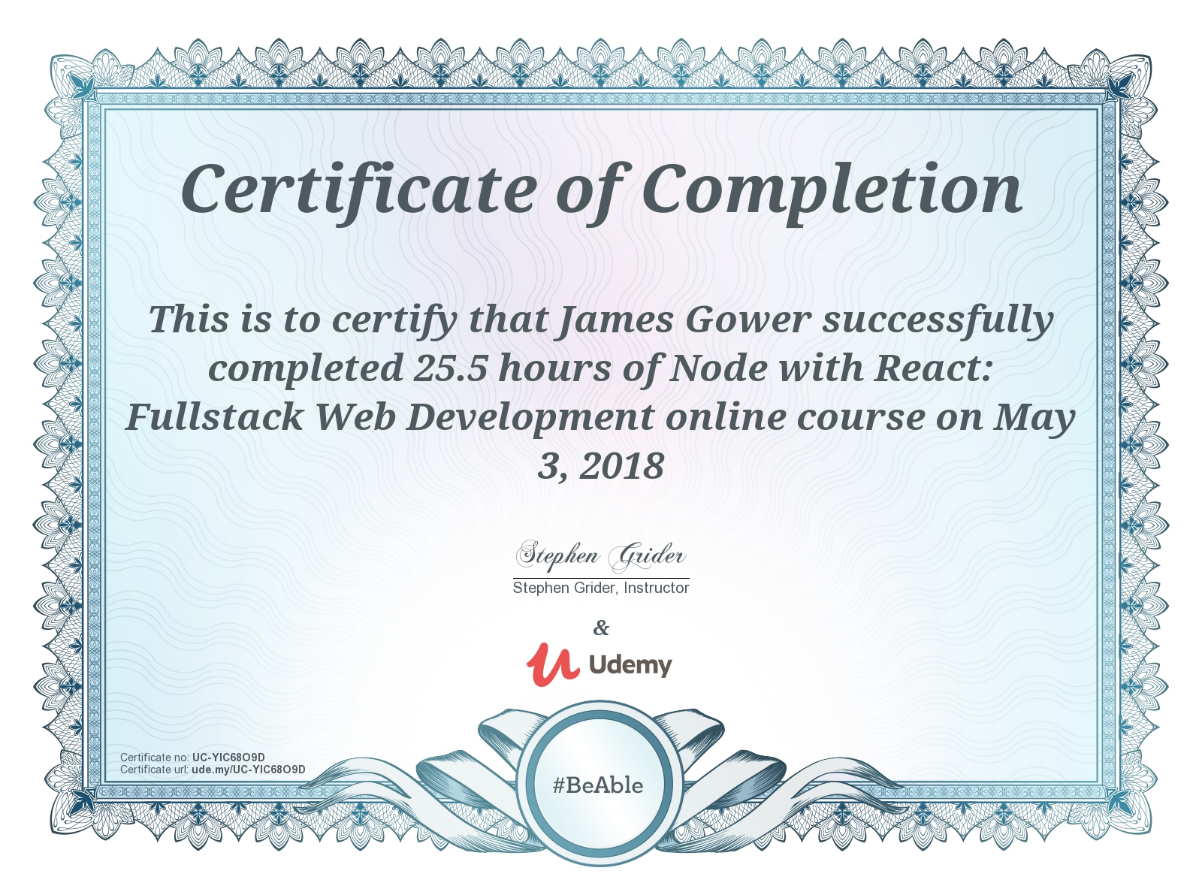 Certificate of Completion
This is to certify that James Gower successfully
completed 25.5 hours of Node with React:
Fullstack Web Development online course on May
3, 2018
Stephen Grider
Stephen Grider, Instructor
&
Udemy
Certificate no: UC-YIC68O9D
Certificate url: ude.my/UC-YIC68O9D
#BeAble